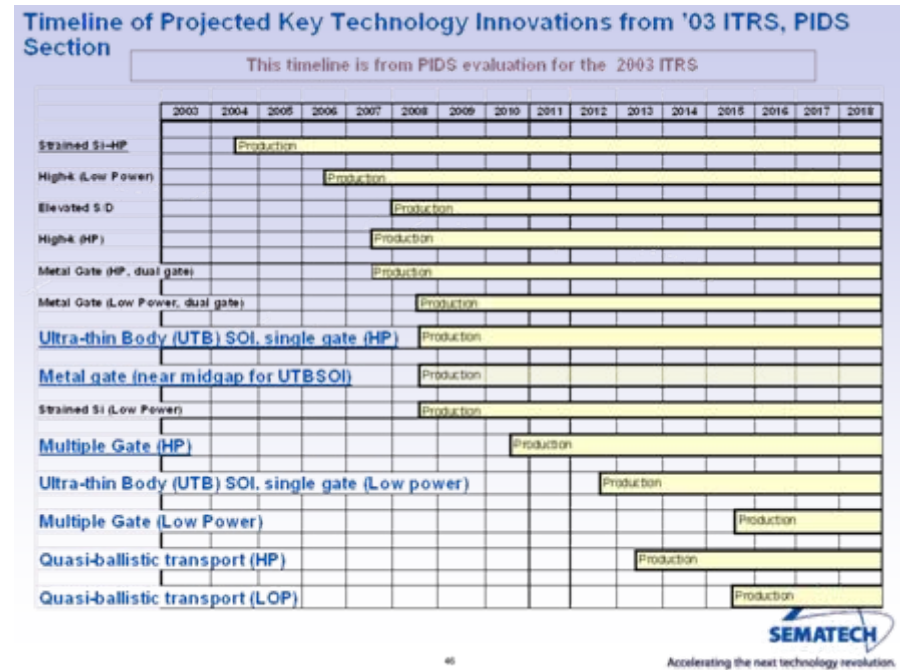 Timeline of Projected Key Technology Innovations from '03 ITRS, PIDS
Section
This timeline is from PIDS evaluation for the 2003 ITRS
2003 2004 2005 2006 2007 2008 2009 2010 2011 2012 2013 2014 2015 2016 2017 2018
Strained Si-HP Production
High-k (Low Power) Production
Elevated S/D Production
High-k (HP) Production
Metal Gate (HP, dual gate) Production
Metal Gate (Low Power, dual gate) Production
Ultra-thin Body (UTB) SOI, single gate (HP) Production
Metal gate (near midgap for UTBSOI) Production
Strained Si (Low Power) Production
Multiple Gate (HP) Production
Ultra-thin Body (UTB) SOI, single gate (Low power) Production
Multiple Gate (Low Power) Production
Quasi-ballistic transport (HP) Production
Quasi-ballistic transport (LOP) Production
SEMATECH
46
Accelerating the next technology revolution.